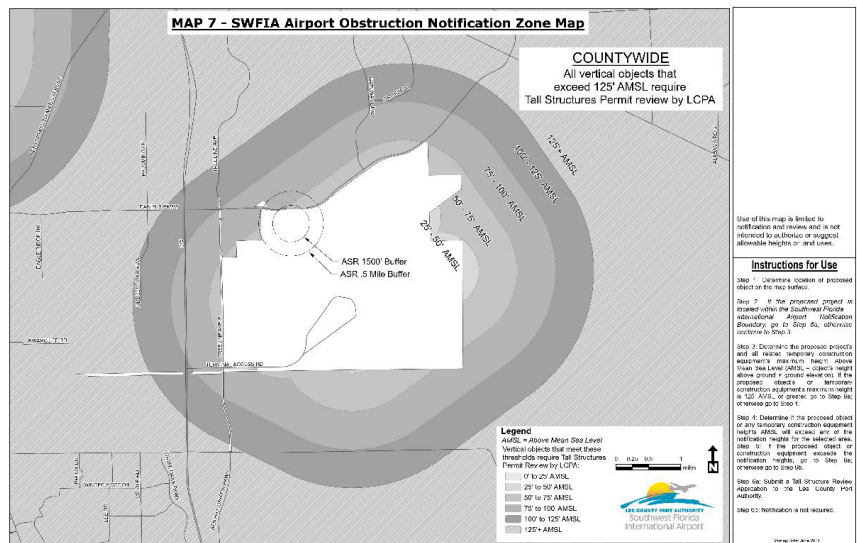 MAP 7 - SWFIA Airport Obstruction Notification Zone Map
COUNTYWIDE
All vertical objects that
exceed 125' AMSL require
Tall Structures Permit review by LCPA
125'+ AMSL
100' - 125' AMSL
75' - 100' AMSL
50' - 75' AMSL
25' - 50' AMSL
ASR 1500' Buffer
ASR .5 Mile Buffer
TERMINAL ACCESS RD
Legend
AMSL = Above Mean Sea Level
Vertical objects that meet these
thresholds require Tall Structures
Permit Review by LCPA:
0' to 25' AMSL
25' to 50' AMSL
50' to 75' AMSL
75' to 100' AMSL
100' to 125' AMSL
125'+ AMSL
0 0.25 0.5 1
miles
N
LEE COUNTY PORT AUTHORITY
Southwest Florida
International Airport
Use of this map is limited to
notification and review and is not
intended to authorize or suggest
allowable heights or land uses.
Instructions for Use
Step 1: Determine location of proposed
object on the map surface.
Step 2: If the proposed project is
located within the Southwest Florida
International Airport Notification
Boundary, go to Step 6a; otherwise
continue to Step 3.
Step 3: Determine the proposed project's
and all related temporary construction
equipment's maximum height Above
Mean Sea Level (AMSL = object's height
above ground + ground elevation). If the
proposed object's or temporary
construction equipment's maximum height
is 125' AMSL or greater, go to Step 6a;
otherwise go to Step 4.
Step 4: Determine if the proposed object
or any temporary construction equipment
heights AMSL will exceed any of the
notification heights for the selected area.
Step 5: If the proposed object or
construction equipment exceeds the
notification heights, go to Step 6a;
otherwise go to Step 6b.
Step 6a: Submit a Tall Structure Review
Application to the Lee County Port
Authority.
Step 6b: Notification is not required.